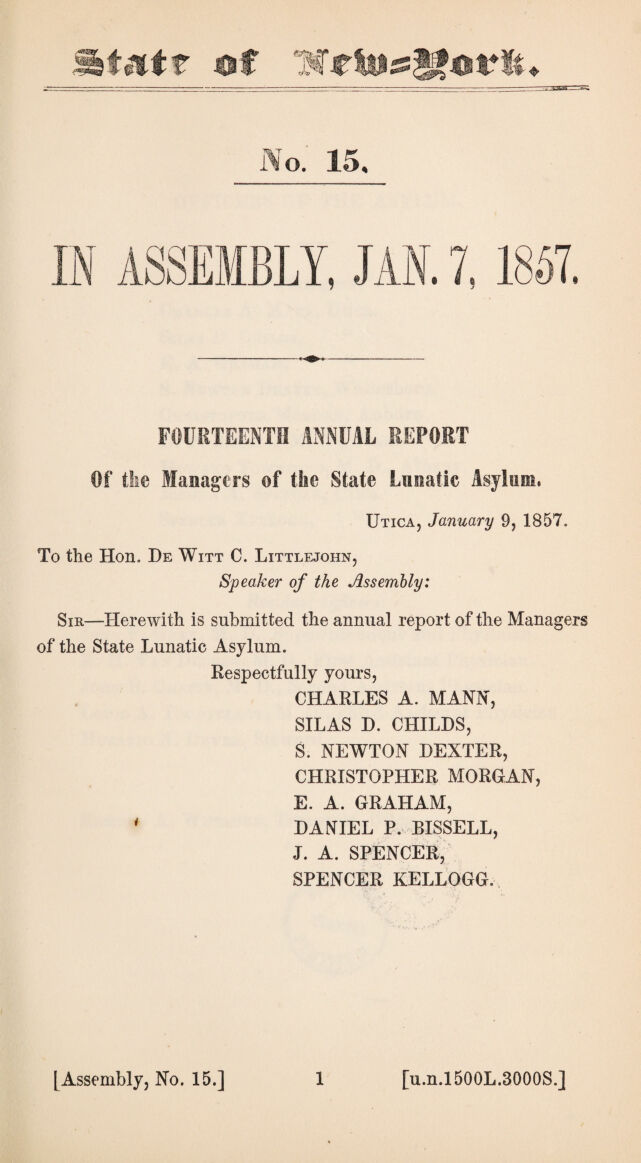 State of New-York.
No. 15.
IN ASSEMBLY, JAN. 7, 1857.
FOURTEENTH ANNUAL REPORT
Of the Managers of the State Lunatic Asylum.
UTICA, January 9, 1857.
To the Hon. DE WITT C. LITTLEJOHN,
Speaker of the Assembly:
SIR—Herewith is submitted the annual report of the Managers
of the State Lunatic Asylum.
Respectfully yours,
CHARLES A. MANN,
SILAS D. CHILDS,
S. NEWTON DEXTER,
CHRISTOPHER MORGAN,
E. A. GRAHAM,
DANIEL P. BISSELL,
J. A. SPENCER,
SPENCER KELLOGG.
[Assembly, No. 15.] 1 [u.n.1500L.3000S.]